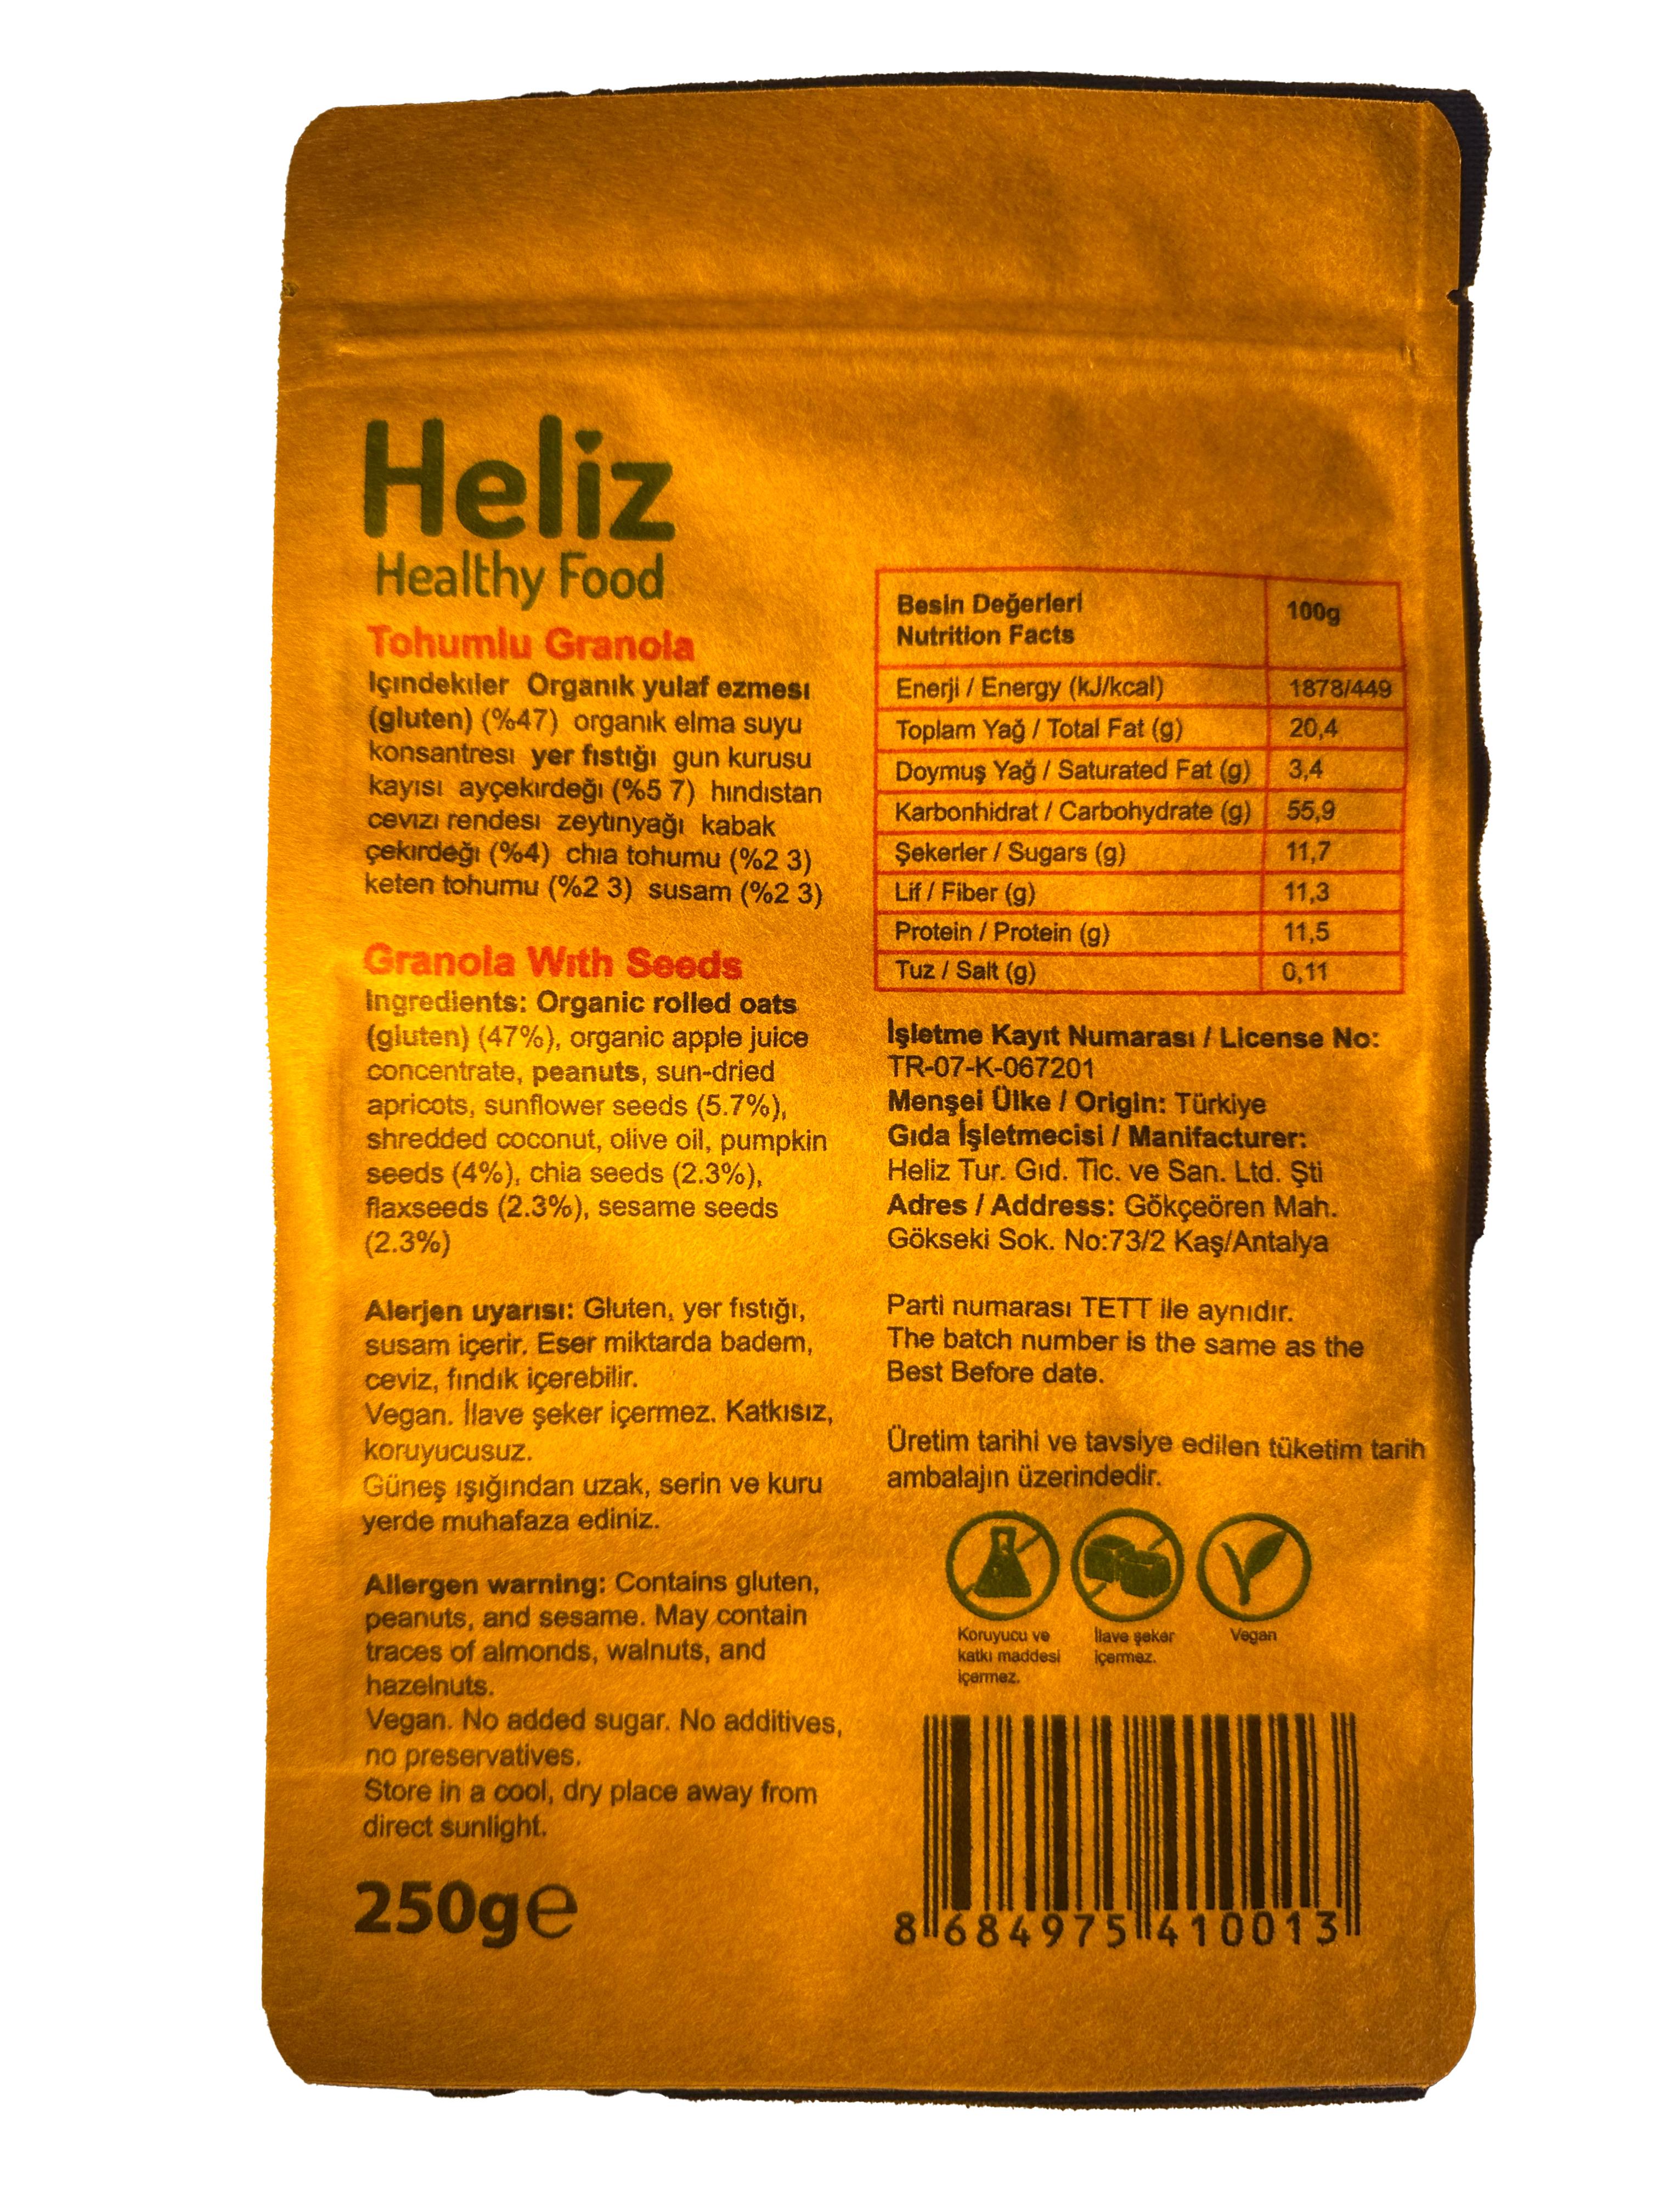 Heliz
Healthy Food
Tohumlu Granola
Içındekıler Organık yulaf ezmesı
(gluten) (%47) organık elma suyu
konsantresı yer fıstığı gun kurusu
kayısı ayçekırdeğı (%5 7) hındıstan
cevızı rendesı zeytınyağı kabak
çekırdeğı (%4) chıa tohumu (%2 3)
keten tohumu (%2 3) susam (%2 3)
Granola Wıth Seeds
Ingredients: Organic rolled oats
(gluten) (47%), organic apple juice
concentrate, peanuts, sun-dried
apricots, sunflower seeds (5.7%),
shredded coconut, olive oil, pumpkin
seeds (4%), chia seeds (2.3%),
flaxseeds (2.3%), sesame seeds
(2.3%)
Alerjen uyarısı: Gluten, yer fıstığı,
susam içerir. Eser miktarda badem,
ceviz, fındık içerebilir.
Vegan. İlave şeker içermez. Katkısız,
koruyucusuz.
Güneş ışığından uzak, serin ve kuru
yerde muhafaza ediniz.
Allergen warning: Contains gluten,
peanuts, and sesame. May contain
traces of almonds, walnuts, and
hazelnuts.
Vegan. No added sugar. No additives,
no preservatives.
Store in a cool, dry place away from
direct sunlight.
250g℮
Besin Değerleri 100g
Nutrition Facts
Enerji / Energy (kJ/kcal) 1878/449
Toplam Yağ / Total Fat (g) 20,4
Doymuş Yağ / Saturated Fat (g) 3,4
Karbonhidrat / Carbohydrate (g) 55,9
Şekerler / Sugars (g) 11,7
Lif / Fiber (g) 11,3
Protein / Protein (g) 11,5
Tuz / Salt (g) 0,11
İşletme Kayıt Numarası / License No:
TR-07-K-067201
Menşei Ülke / Origin: Türkiye
Gıda İşletmecisi / Manifacturer:
Heliz Tur. Gıd. Tic. ve San. Ltd. Şti
Adres / Address: Gökçeören Mah.
Gökseki Sok. No:73/2 Kaş/Antalya
Parti numarası TETT ile aynıdır.
The batch number is the same as the
Best Before date.
Üretim tarihi ve tavsiye edilen tüketim tarih
ambalajın üzerindedir.
Koruyucu ve
katkı maddesi
içermez.
İlave şeker
içermez.
Vegan
8 684975 410013